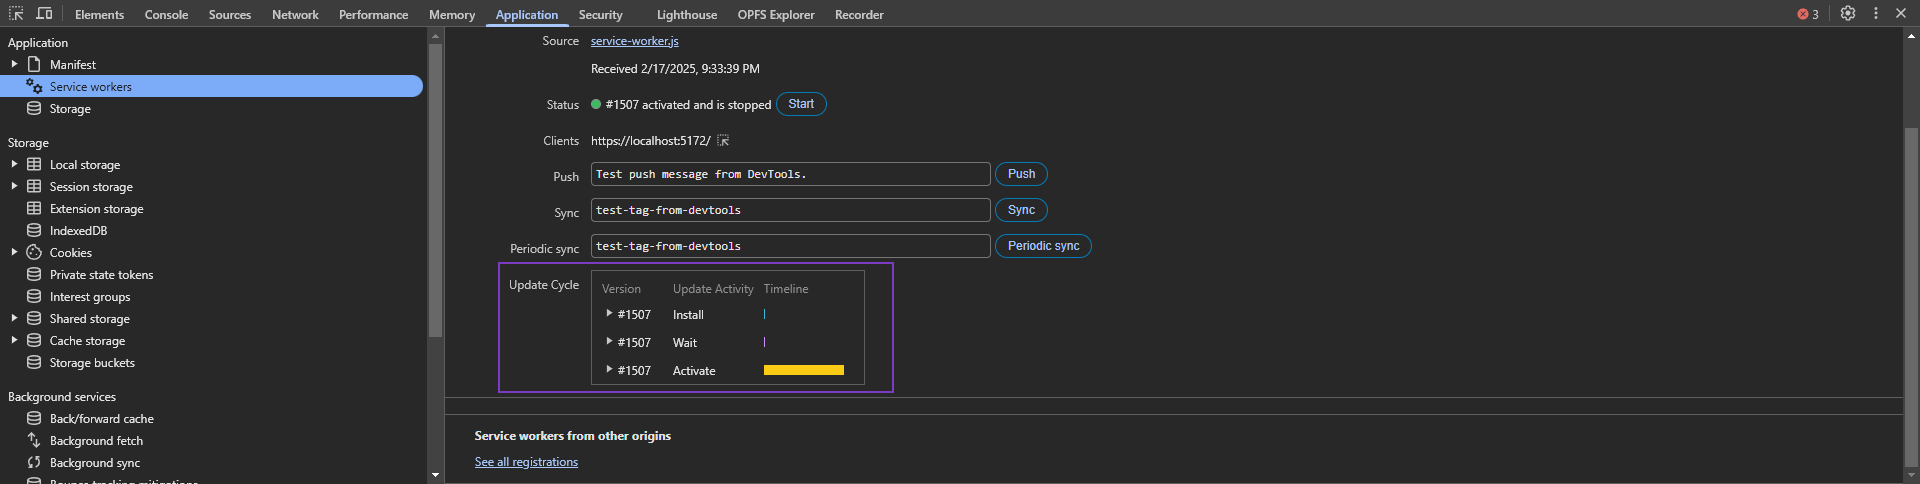 Elements Console Sources Network Performance Memory Application Security Lighthouse OPFS Explorer Recorder 3
Application
Manifest
Service workers
Storage
Storage
Local storage
Session storage
Extension storage
IndexedDB
Cookies
Private state tokens
Interest groups
Shared storage
Cache storage
Storage buckets
Background services
Back/forward cache
Background fetch
Background sync
Bounce tracking mitigations
Source service-worker.js
Received 2/17/2025, 9:33:39 PM
Status #1507 activated and is stopped Start
Clients https://localhost:5172/
Push Test push message from DevTools. Push
Sync test-tag-from-devtools Sync
Periodic sync test-tag-from-devtools Periodic sync
Update Cycle Version Update Activity Timeline
#1507 Install
#1507 Wait
#1507 Activate
Service workers from other origins
See all registrations